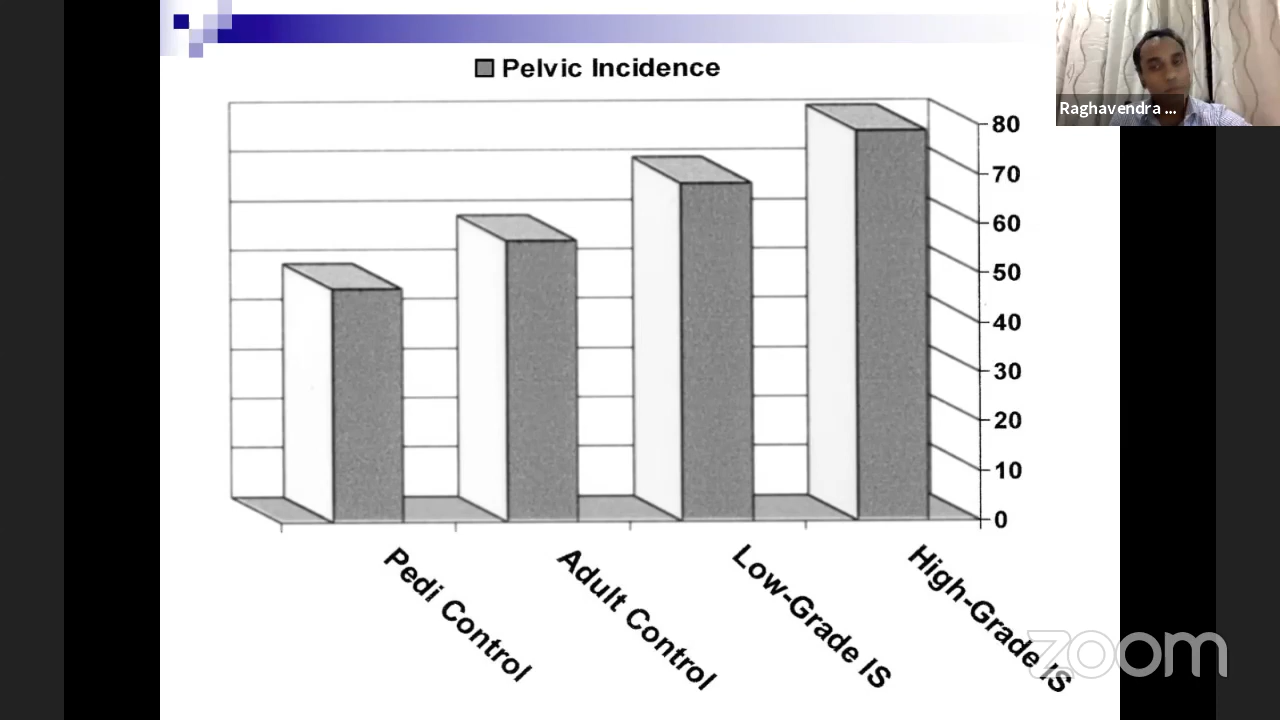 Pelvic Incidence
Raghavendra ...
80
70
60
50
40
30
20
10
0
Pedi Control
Adult Control
Low-Grade IS
High-Grade IS
zoom